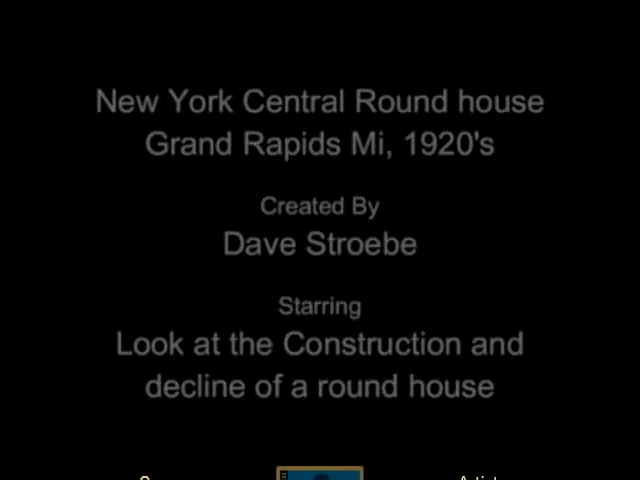 New York Central Round house
Grand Rapids Mi, 1920's
Created By
Dave Stroebe
Starring
Look at the Construction and
decline of a round house